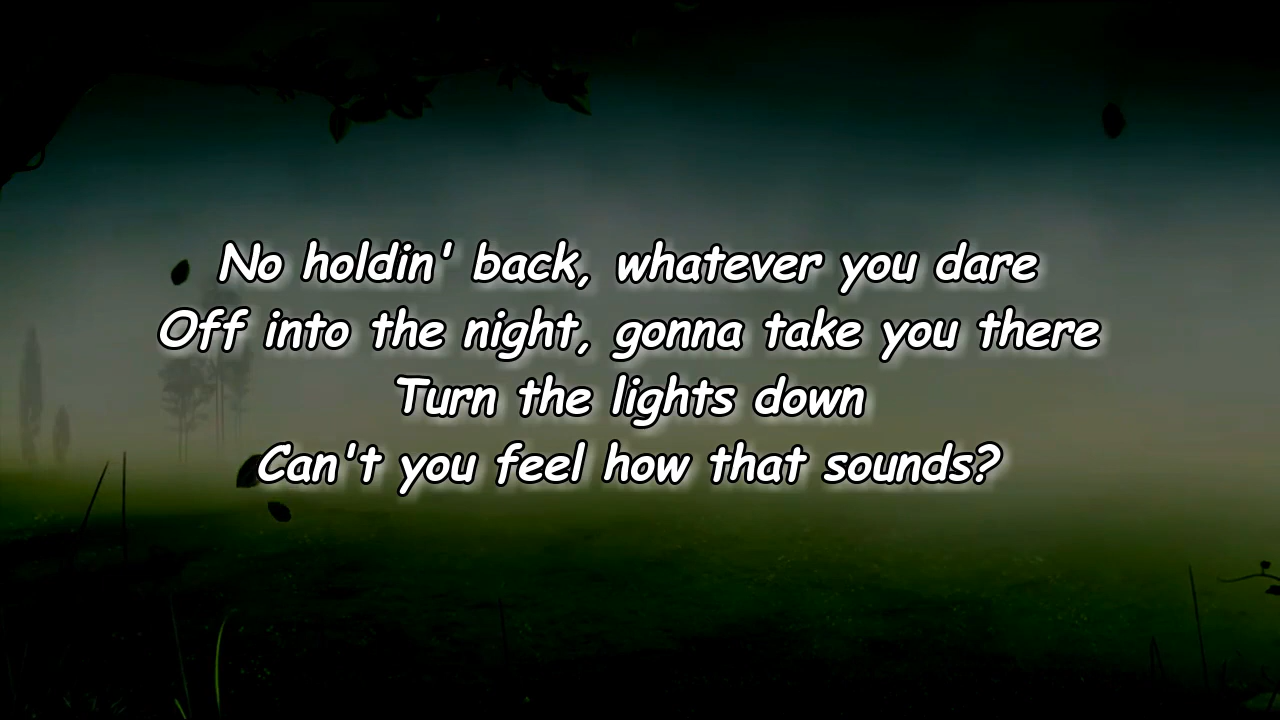 No holdin' back, whatever you dare
Off into the night, gonna take you there
Turn the lights down
Can't you feel how that sounds?